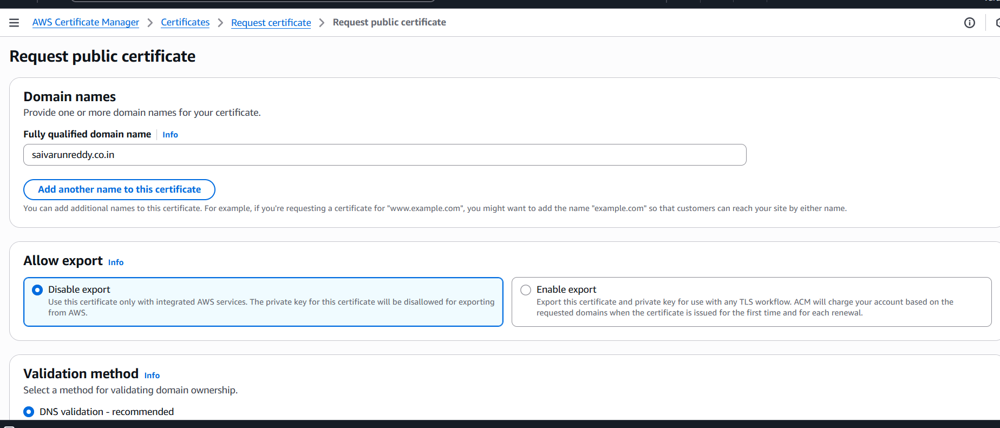 AWS Certificate Manager > Certificates > Request certificate > Request public certificate
Request public certificate
Domain names
Provide one or more domain names for your certificate.
Fully qualified domain name | Info
saivarunreddy.co.in
Add another name to this certificate
You can add additional names to this certificate. For example, if you're requesting a certificate for "www.example.com", you might want to add the name "example.com" so that customers can reach your site by either name.
Allow export Info
Disable export
Use this certificate only with integrated AWS services. The private key for this certificate will be disallowed for exporting
from AWS.
Enable export
Export this certificate and private key for use with any TLS workflow. ACM will charge your account based on the
requested domains when the certificate is issued for the first time and for each renewal.
Validation method Info
Select a method for validating domain ownership.
DNS validation - recommended